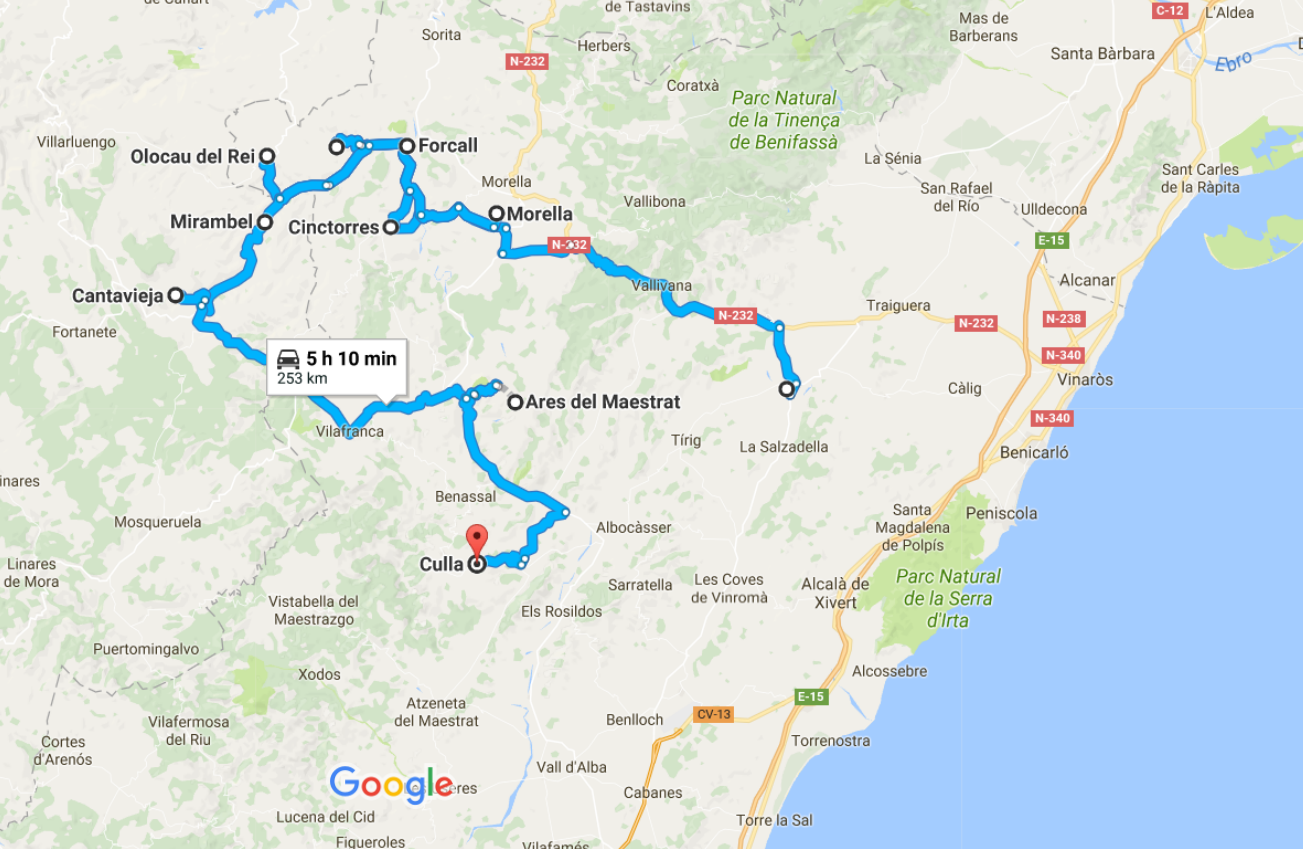 de Canart
de Tastavins
C-12
L'Aldea
Mas de
Barberans
Sorita
Herbers
N-232
Santa Bàrbara
Ebro
Coratxà
Parc Natural
de la Tinença
de Benifassà
Villarluengo
Olocau del Rei
Forcall
La Sénia
Sant Carles
de la Ràpita
Morella
San Rafael
del Río
Vallibona
Ulldecona
Mirambel
Cinctorres
Morella
N-232
E-15
Vallivana
Alcanar
Cantavieja
Traiguera
N-232
N-232
N-238
Fortanete
N-340
5 h 10 min
253 km
Vinaròs
Càlig
Ares del Maestrat
N-340
Vilafranca
Tírig
La Salzadella
Benicarló
inares
Benassal
Mosqueruela
Albocàsser
Santa
Magdalena
de Polpís
Peniscola
Culla
Linares
de Mora
Sarratella
Les Coves
de Vinromà
Alcalà de
Xivert
Parc Natural
de la Serra
d'Irta
Vistabella del
Maestrazgo
Els Rosildos
Puertomingalvo
Xodos
Alcossebre
Atzeneta
del Maestrat
E-15
Vilafermosa
del Riu
Benlloch
CV-13
Cortes
d'Arenós
Torrenostra
Vall d'Alba
Google
Cabanes
Lucena del Cid
Torre la Sal
Figueroles
Vilafamés